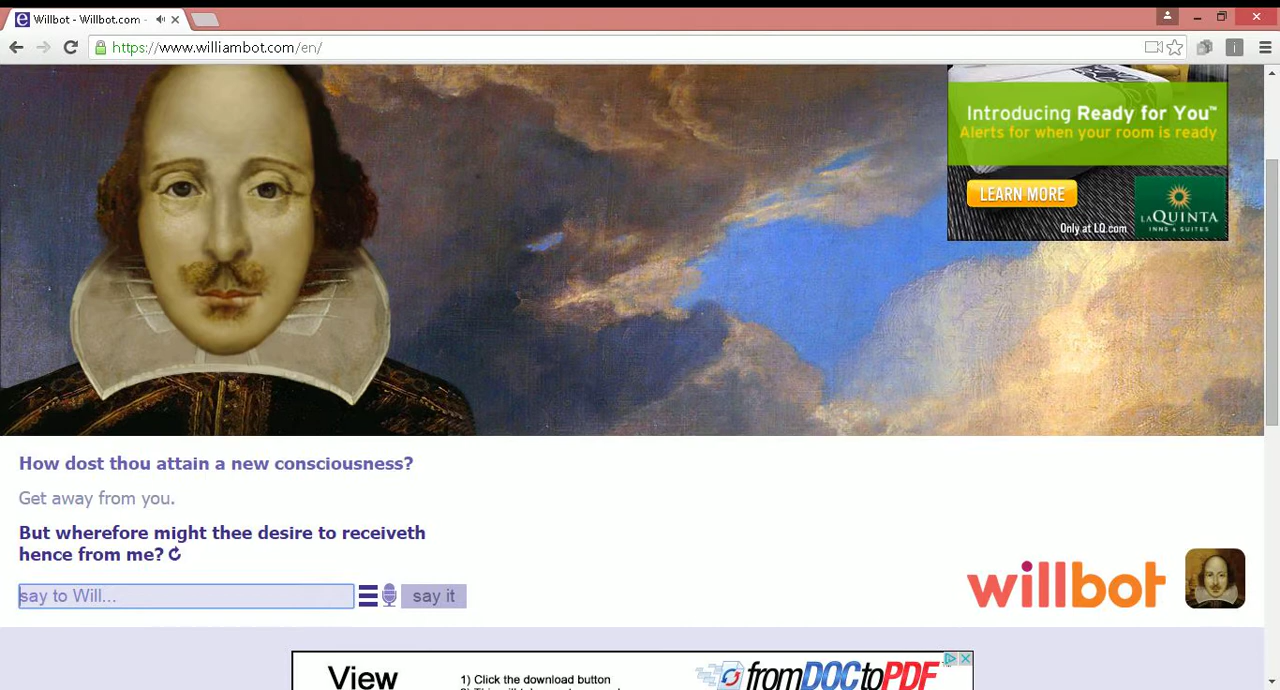 Willbot - Willbot.com -
https://www.williambot.com/en/
Introducing Ready for You™
Alerts for when your room is ready
LEARN MORE
LAQUINTA
INNS & SUITES
Only at LQ.com
How dost thou attain a new consciousness?
Get away from you.
But wherefore might thee desire to receiveth
hence from me?
say to Will...
say it
willbot
View
1) Click the download button
fromDOCtoPDF